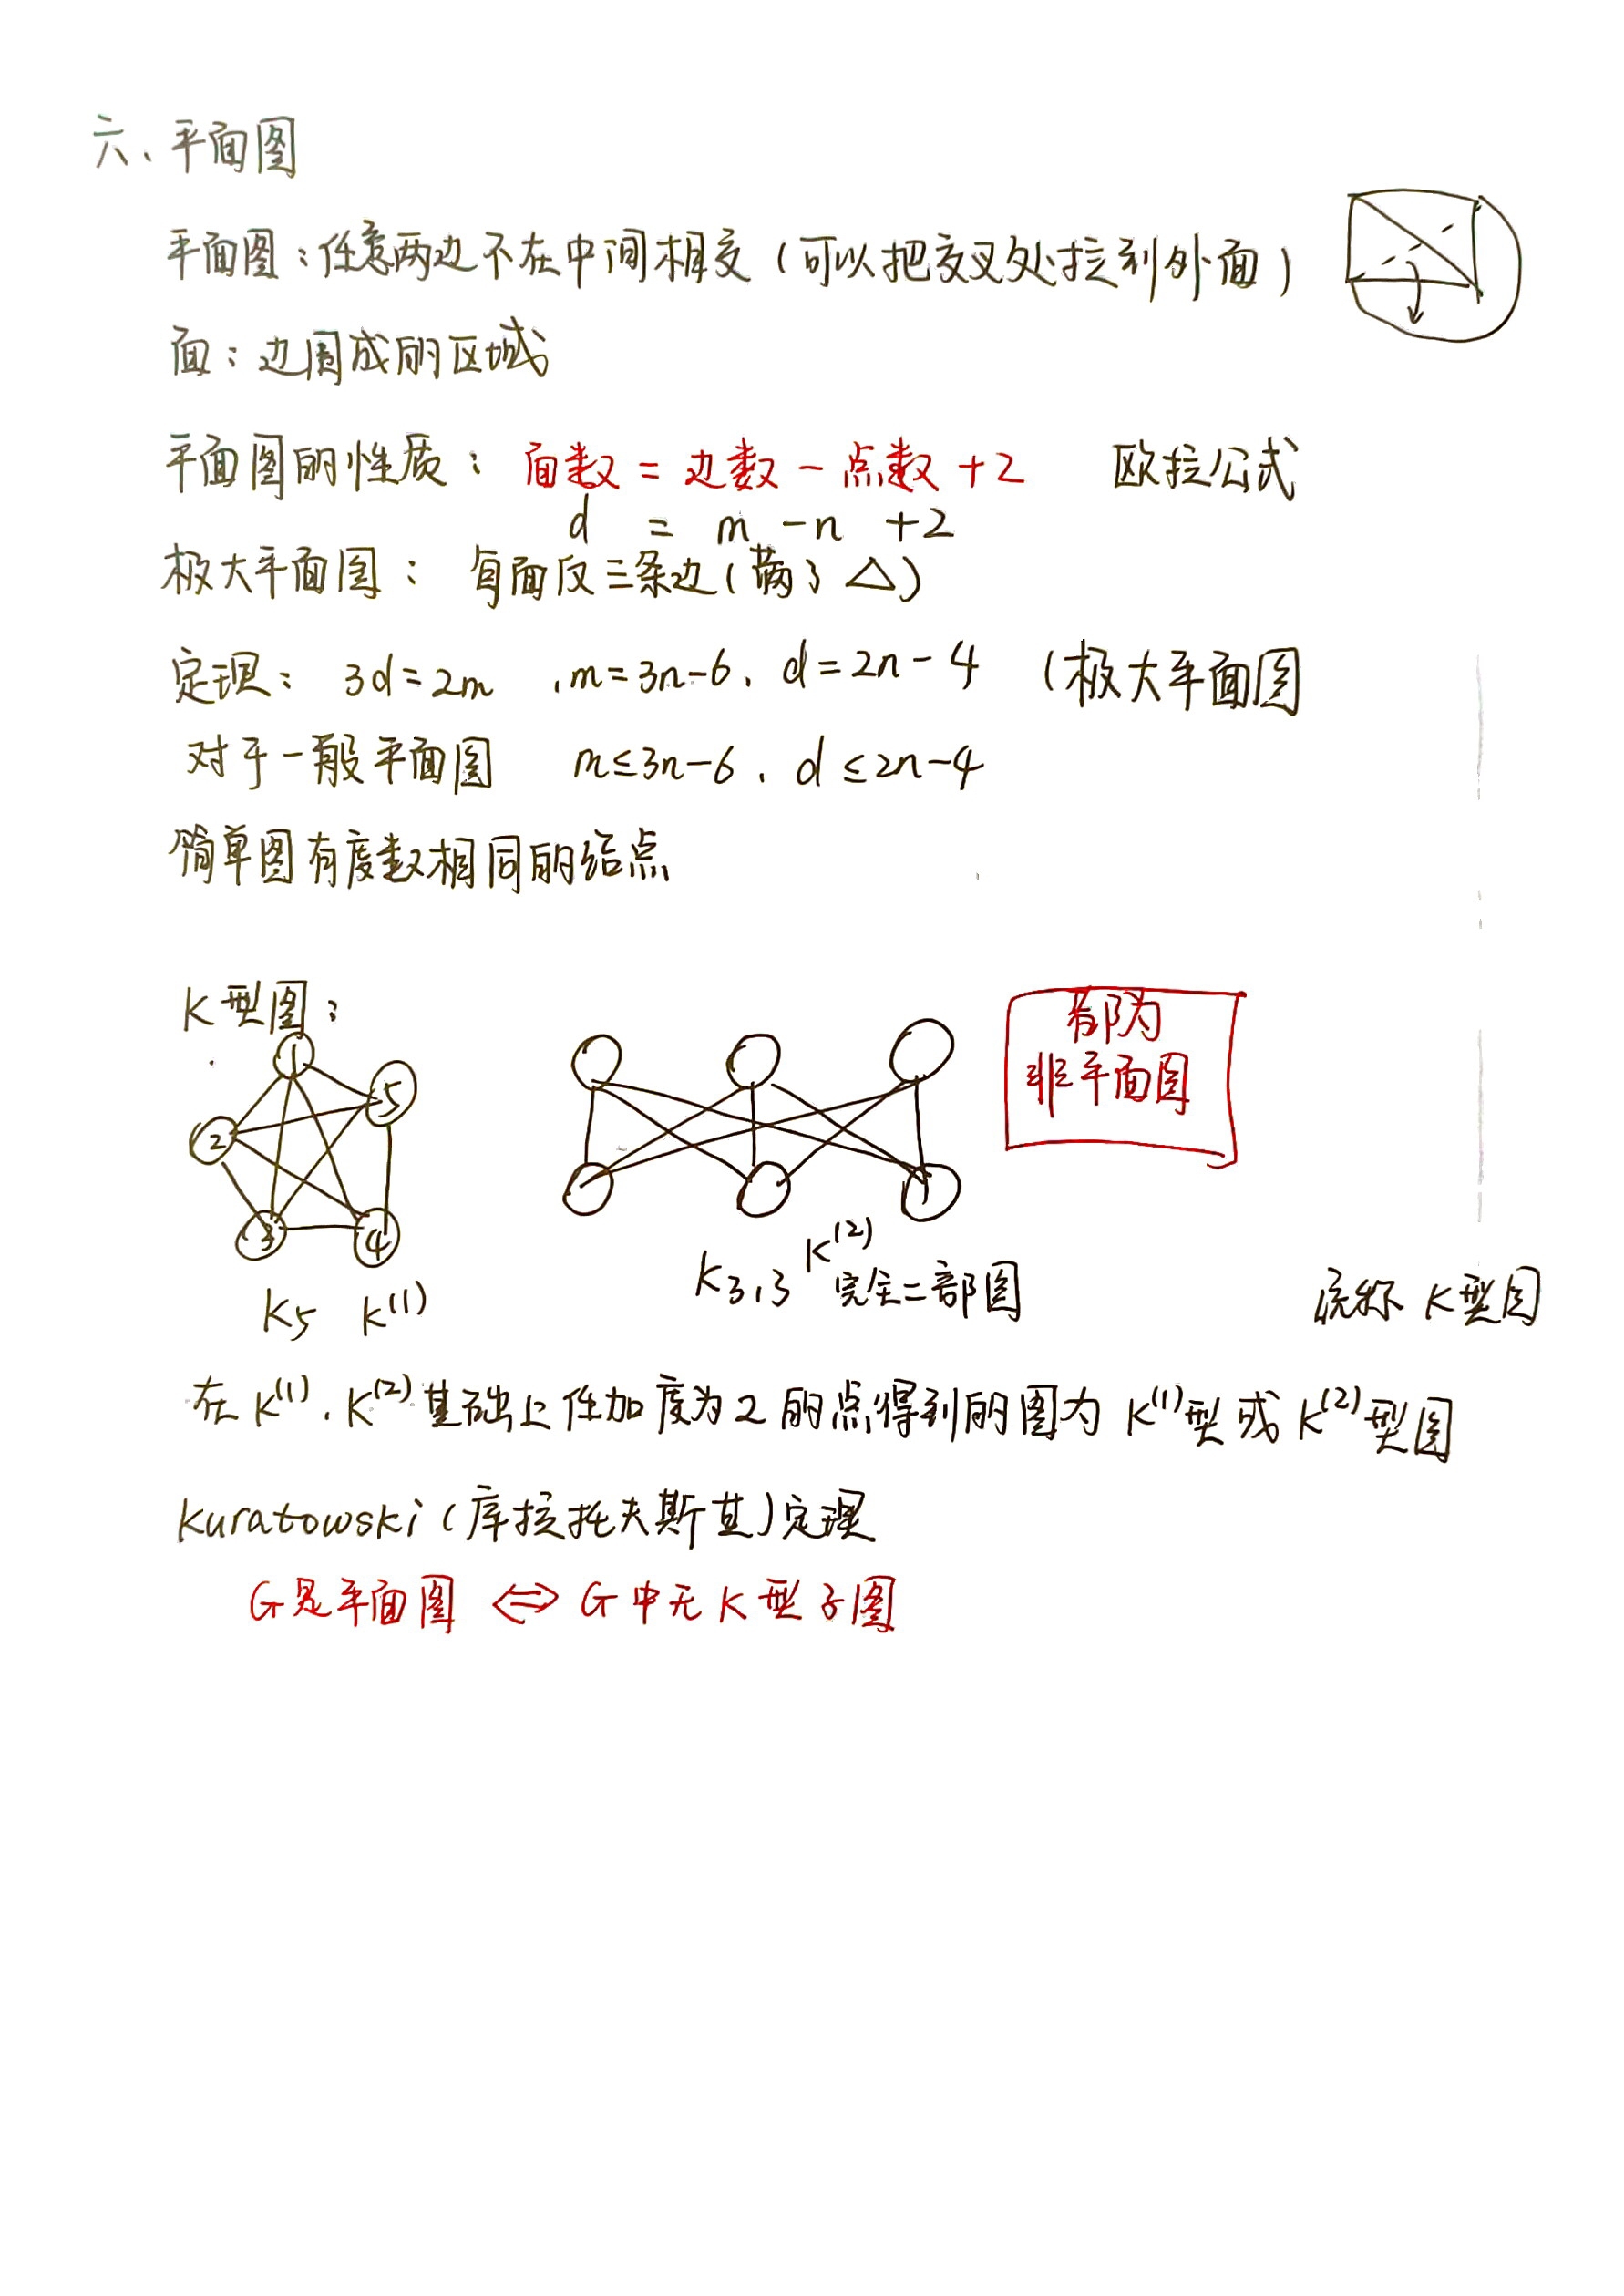 六、平面图
平面图:任意两边不在中间相交(可以把交叉处拉到外面)
面:边围成的区域
平面图的性质: 面数 = 边数 - 点数 + 2 欧拉公式
d = m - n + 2
极大平面图: 每面仅三条边(满了△)
定理: 3d=2m 、m=3n-6、d=2n-4 (极大平面图
对于一般平面图 m≤3n-6、d≤2n-4
简单图有度数相同的结点
K型图:
都为
非平面图
1
5
2
3
4
K5 K(1)
K3,3 K(2)
完全二部图
统称 K型图
在K(1)、K(2)基础上任加度为2的点得到的图为K(1)型或K(2)型图
Kuratowski(库拉托夫斯基)定理
G是平面图 <=> G中无K型子图